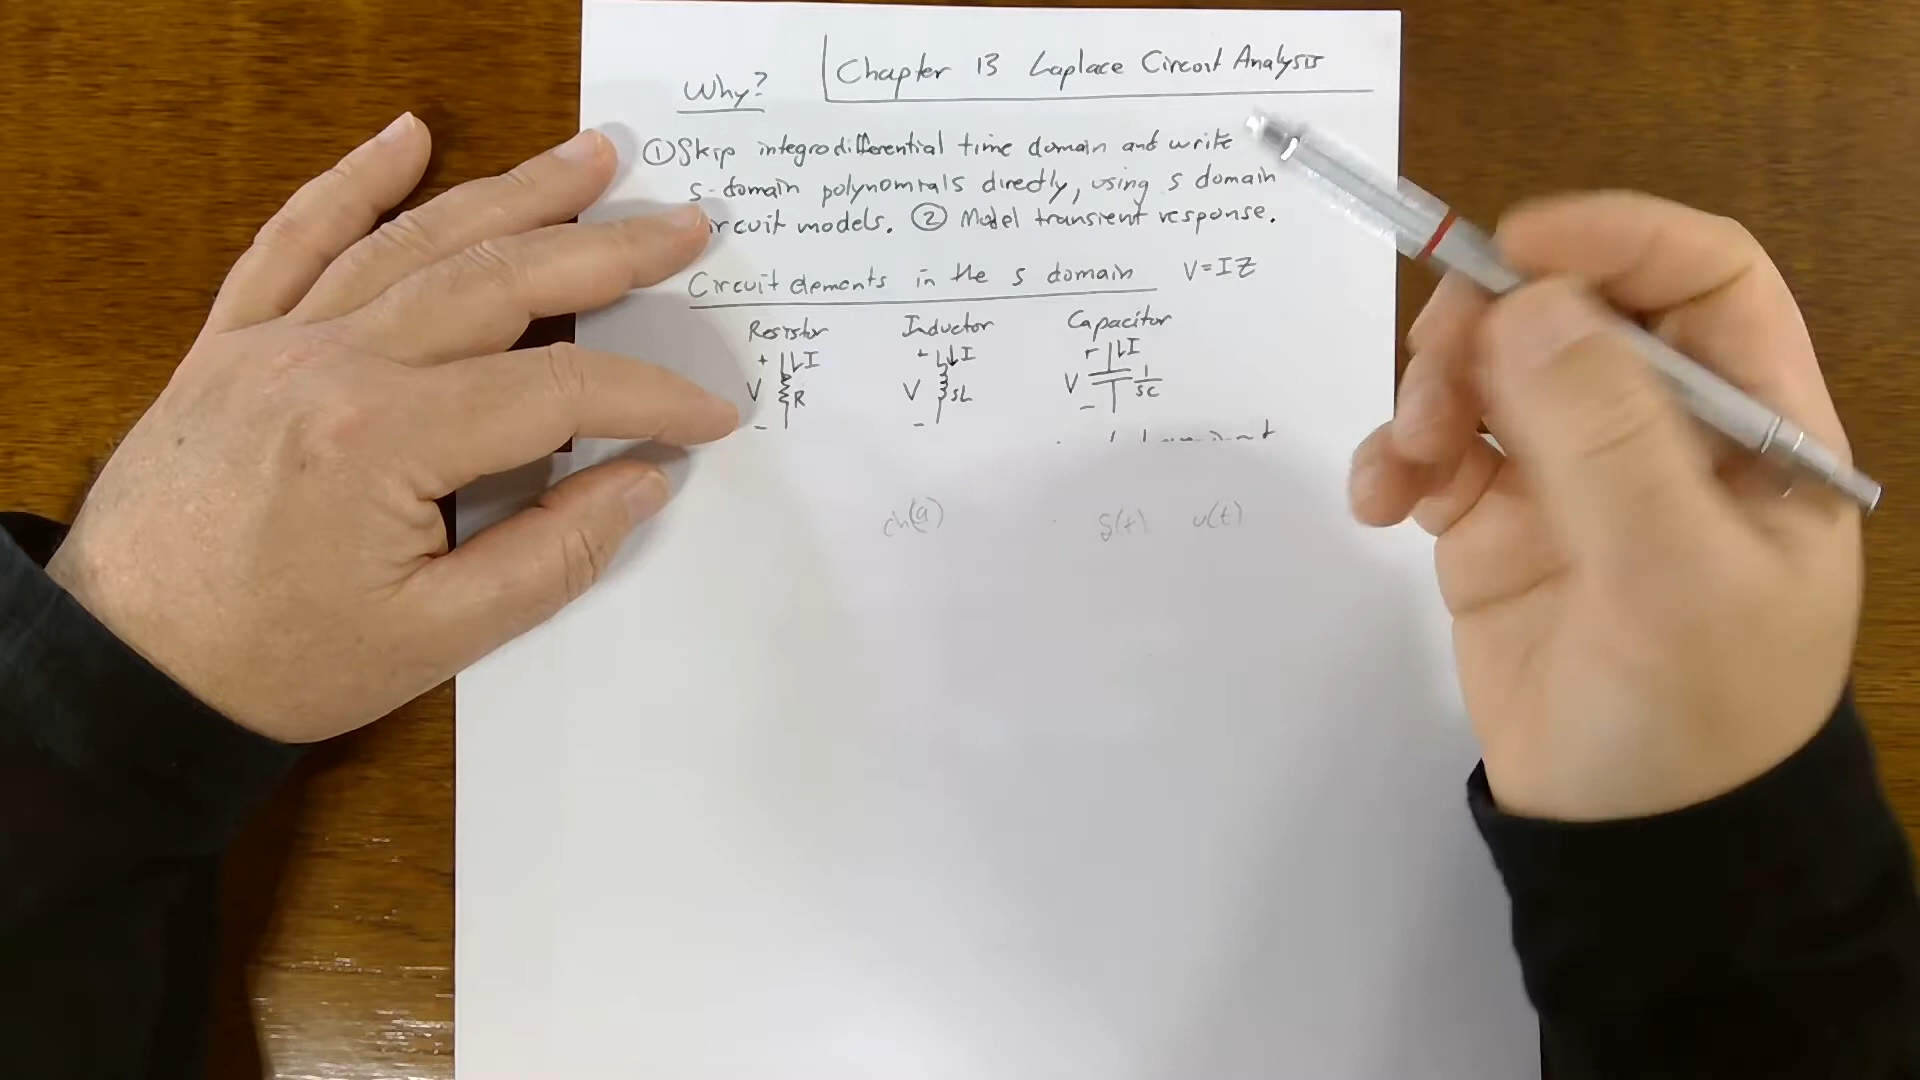 Chapter 13 Laplace Circuit Analysis
Why?
① Skip integrodifferential time domain and write
s-domain polynomials directly, using s domain
circuit models. ② Model transient response.
Circuit elements in the s domain V=IZ
Resistor Inductor Capacitor
+ I + I I
V R V sL V 1/sC
- - -
δ(t) u(t)